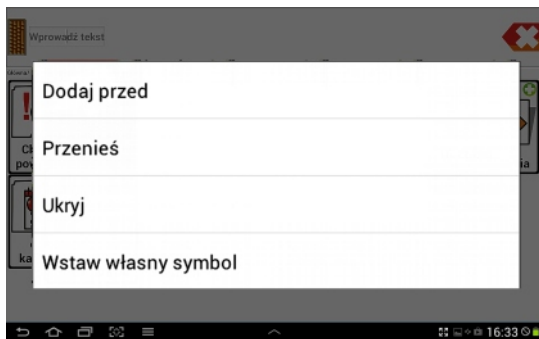 Wprowadź tekst
Dodaj przed
Przenieś
Ukryj
Wstaw własny symbol
16:33